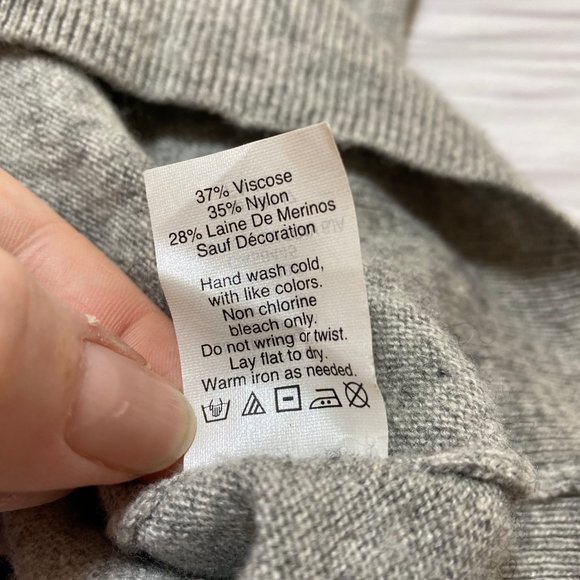 37% Viscose
35% Nylon
28% Laine De Merinos
Sauf Décoration
Hand wash cold,
with like colors.
Non chlorine
bleach only.
Do not wring or twist.
Lay flat to dry.
Warm iron as needed.